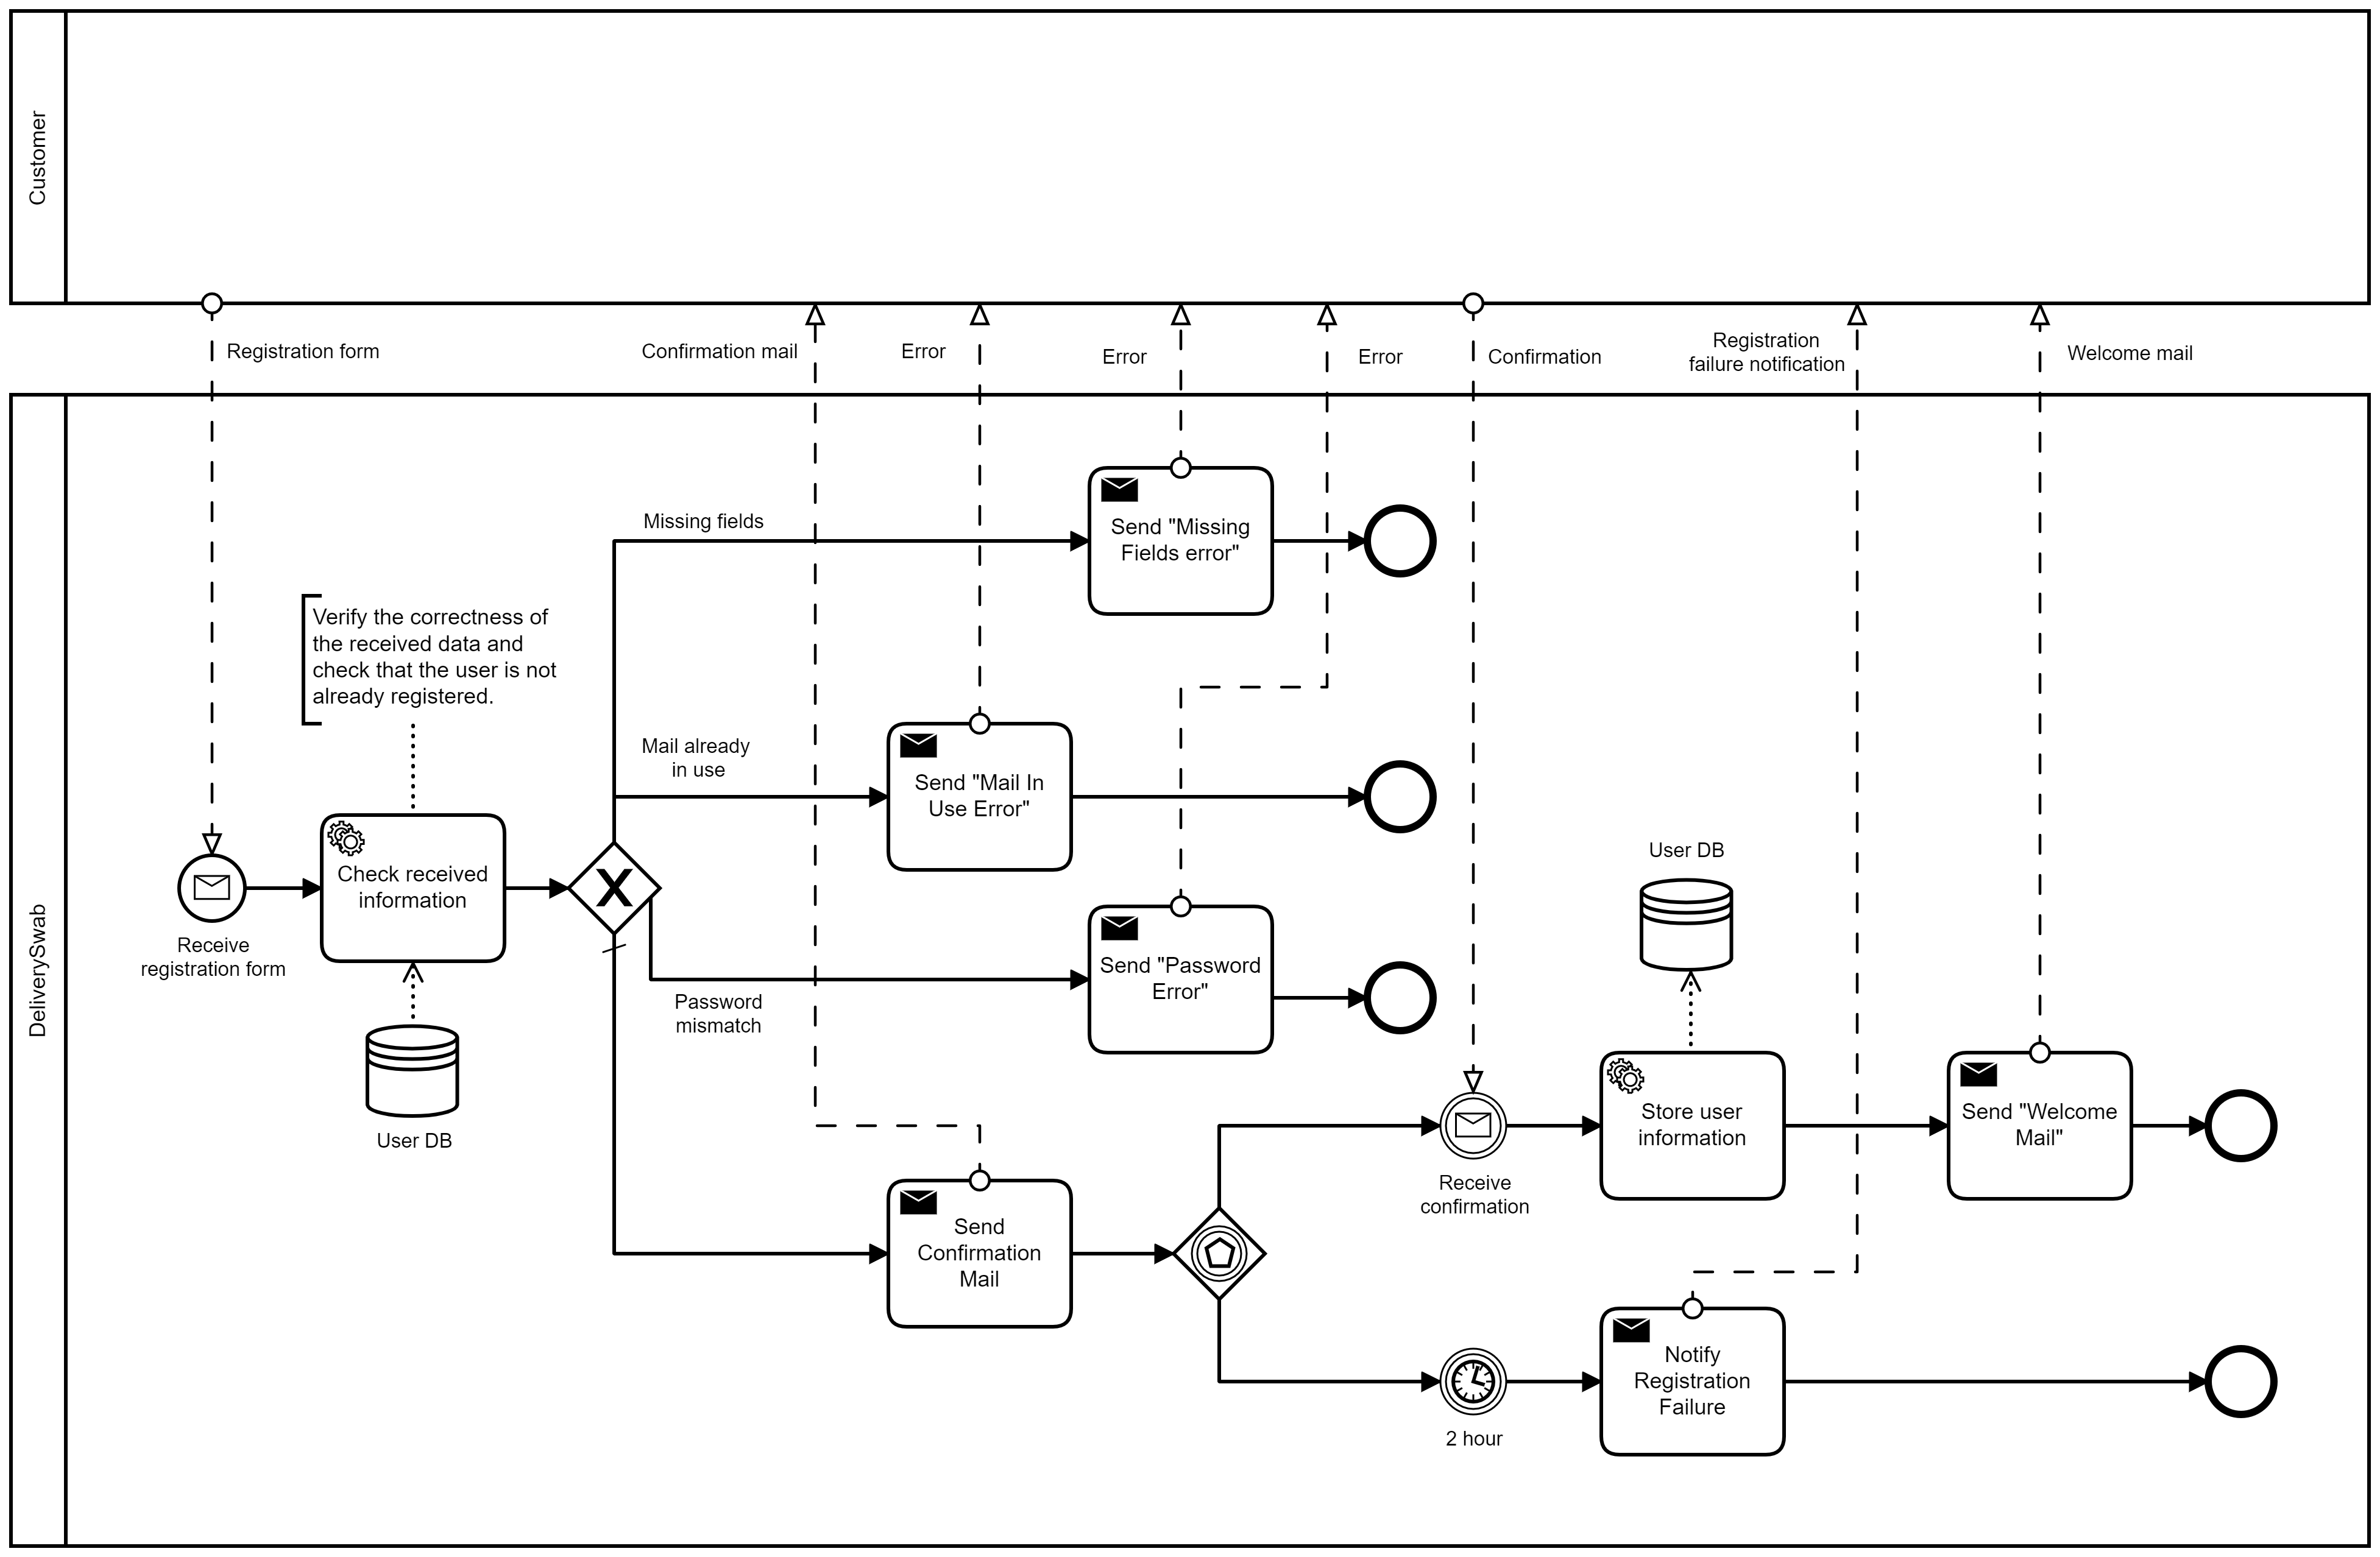 Customer
Registration form
Confirmation mail
Error
Error
Error
Confirmation
Registration
failure notification
Welcome mail
DeliverySwab
Missing fields
Send "Missing
Fields error"
Verify the correctness of
the received data and
check that the user is not
already registered.
Mail already
in use
Send "Mail In
Use Error"
Check received
information
Receive
registration form
User DB
Password
mismatch
Send "Password
Error"
User DB
Send
Confirmation
Mail
Receive
confirmation
Store user
information
Send "Welcome
Mail"
2 hour
Notify
Registration
Failure